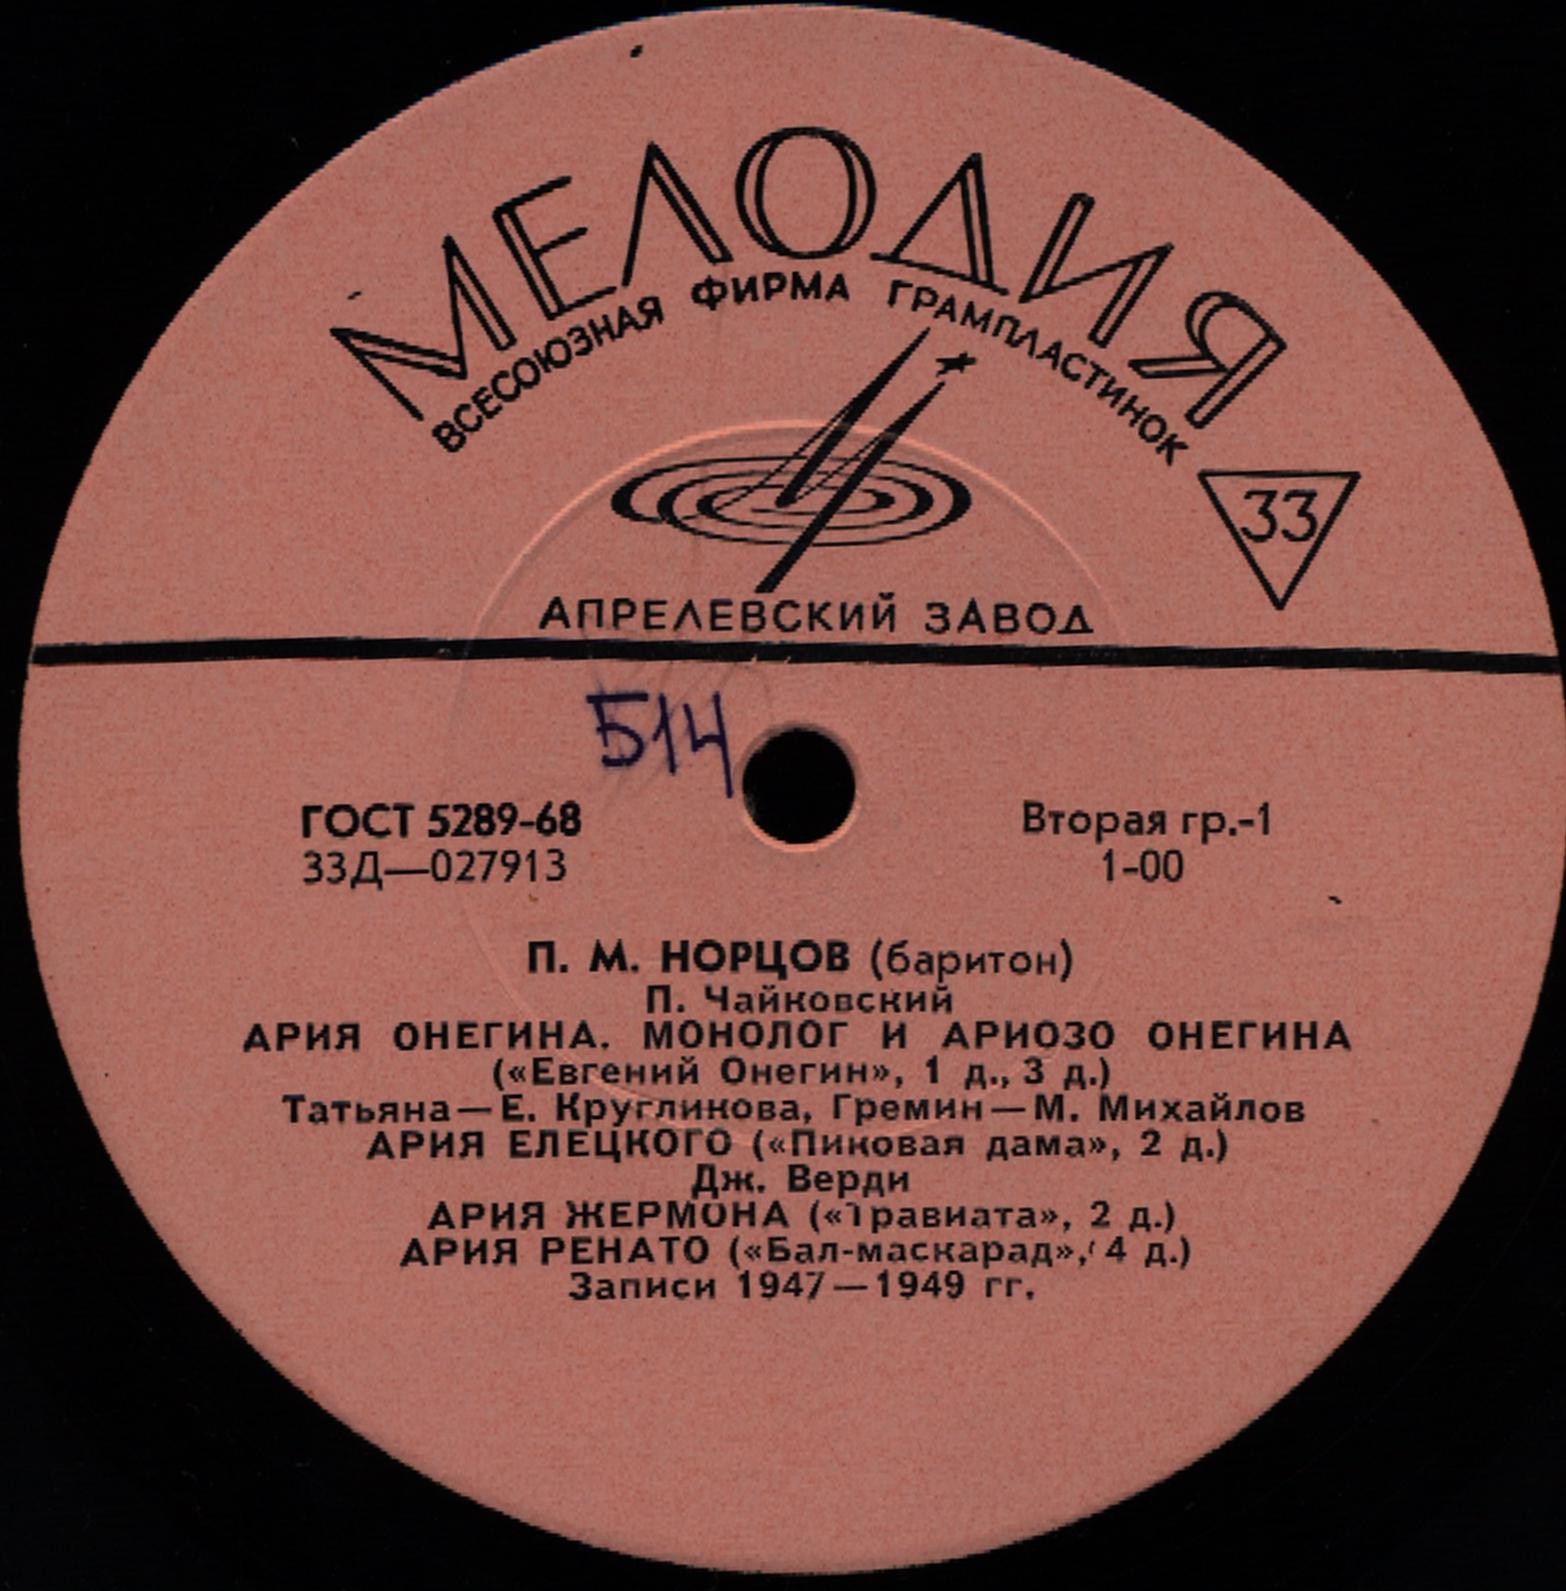 МЕЛОДИЯ
ВСЕСОЮЗНАЯ ФИРМА ГРАМПЛАСТИНОК
33
АПРЕЛЕВСКИЙ ЗАВОД
514
ГОСТ 5289-68
Вторая гр.-1
33Д—027913
1-00
П. М. НОРЦОВ (баритон)
П. Чайковский
АРИЯ ОНЕГИНА. МОНОЛОГ И АРИОЗО ОНЕГИНА
(«Евгений Онегин», 1 д., 3 д.)
Татьяна—Е. Кругликова, Гремин—М. Михайлов
АРИЯ ЕЛЕЦКОГО («Пиковая дама», 2 д.)
Дж. Верди
АРИЯ ЖЕРМОНА («Травиата», 2 д.)
АРИЯ РЕНАТО («Бал-маскарад», 4 д.)
Записи 1947—1949 гг.